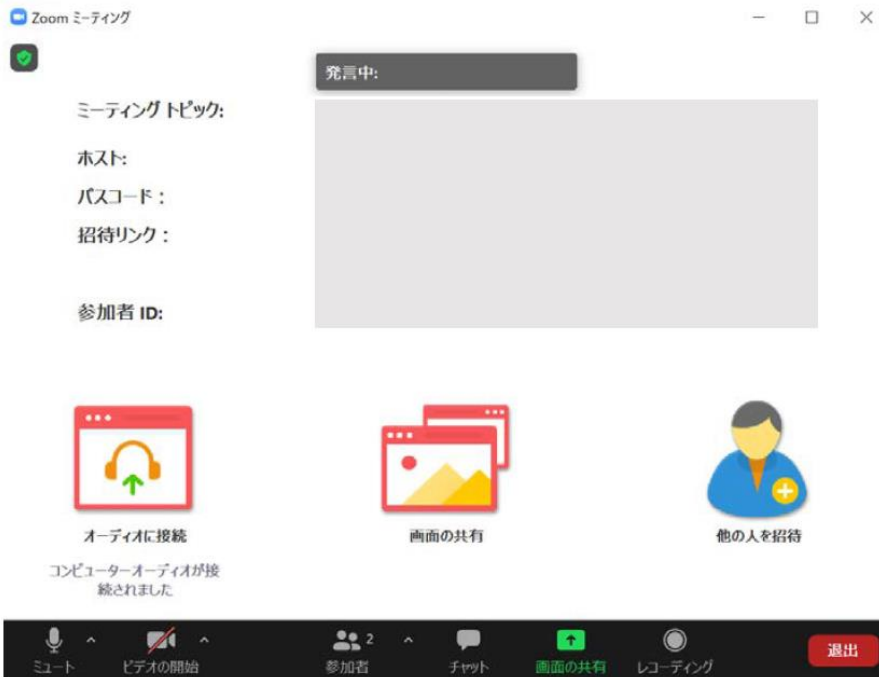 Zoom ミーティング
発言中:
ミーティング トピック:
ホスト:
パスコード：
招待リンク：
参加者 ID:
オーディオに接続
画面の共有
他の人を招待
コンピューターオーディオが接
続されました
ミュート
ビデオの開始
2
参加者
チャット
画面の共有
レコーディング
退出